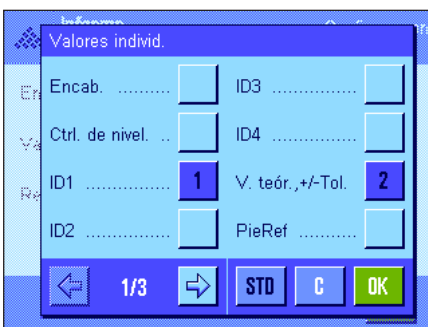 Valores individ.
Encab. ..........
Ctrl. de nivel. ..
ID1 ................
1
ID2 ................
ID3 ................
ID4 ................
V. teór.,+/-Tol.
2
PieRef ..........
1/3
STD
C
OK